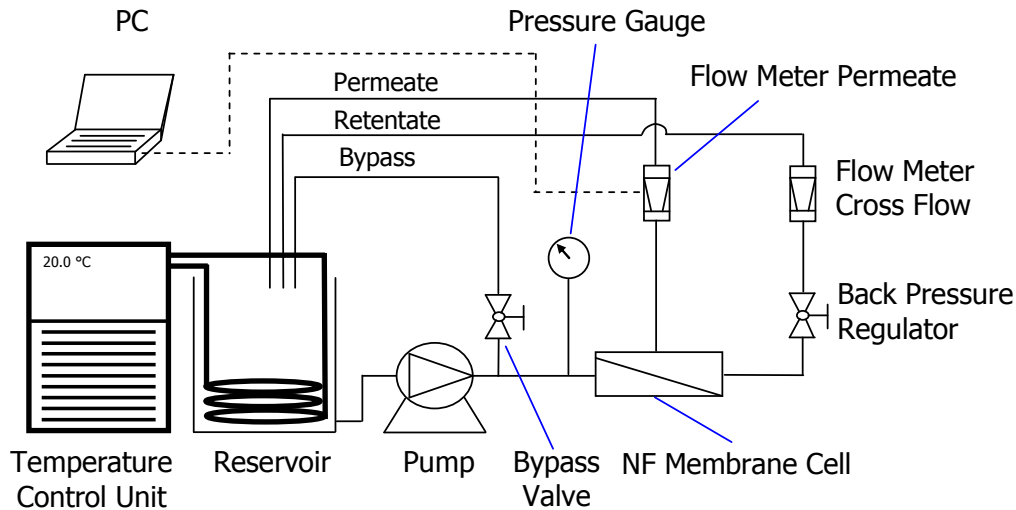 PC
Pressure Gauge
Flow Meter Permeate
Permeate
Retentate
Bypass
Flow Meter
Cross Flow
20.0 °C
Back Pressure
Regulator
Temperature
Control Unit
Reservoir
Pump
Bypass
Valve
NF Membrane Cell